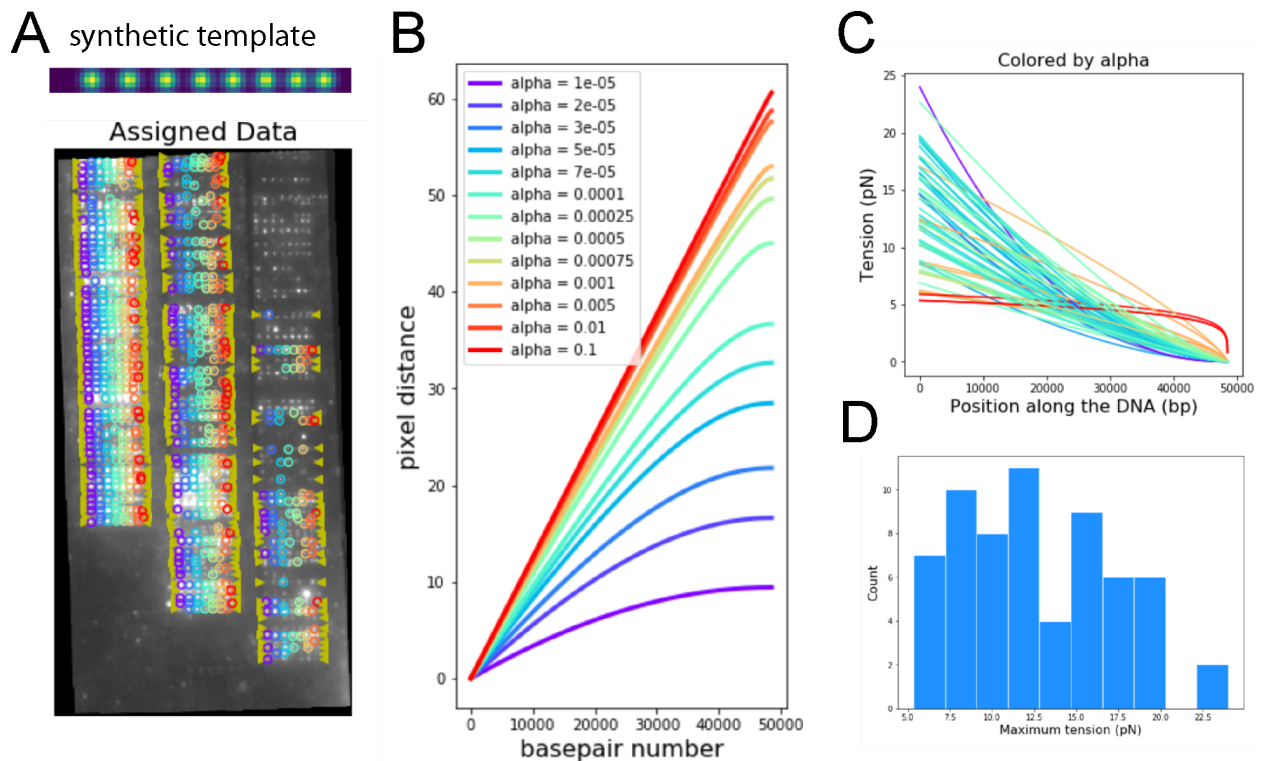 A
synthetic template
Assigned Data
B
60
50
40
30
20
10
0
pixel distance
alpha = 1e-05
alpha = 2e-05
alpha = 3e-05
alpha = 5e-05
alpha = 7e-05
alpha = 0.0001
alpha = 0.00025
alpha = 0.0005
alpha = 0.00075
alpha = 0.001
alpha = 0.005
alpha = 0.01
alpha = 0.1
0 10000 20000 30000 40000 50000
basepair number
C
Colored by alpha
25
20
15
10
5
0
Tension (pN)
0 10000 20000 30000 40000 50000
Position along the DNA (bp)
D
10
8
6
4
2
0
Count
5.0 7.5 10.0 12.5 15.0 17.5 20.0 22.5
Maximum tension (pN)